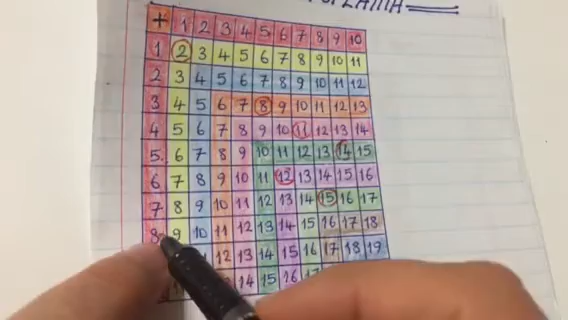 + 1 2 3 4 5 6 7 8 9 10
1 2 3 4 5 6 7 8 9 10 11
2 3 4 5 6 7 8 9 10 11 12
3 4 5 6 7 8 9 10 11 12 13
4 5 6 7 8 9 10 11 12 13 14
5 6 7 8 9 10 11 12 13 14 15
6 7 8 9 10 11 12 13 14 15 16
7 8 9 10 11 12 13 14 15 16 17
8 9 10 11 12 13 14 15 16 17 18
12 13 14 15 16 17 18 19
14 15 16